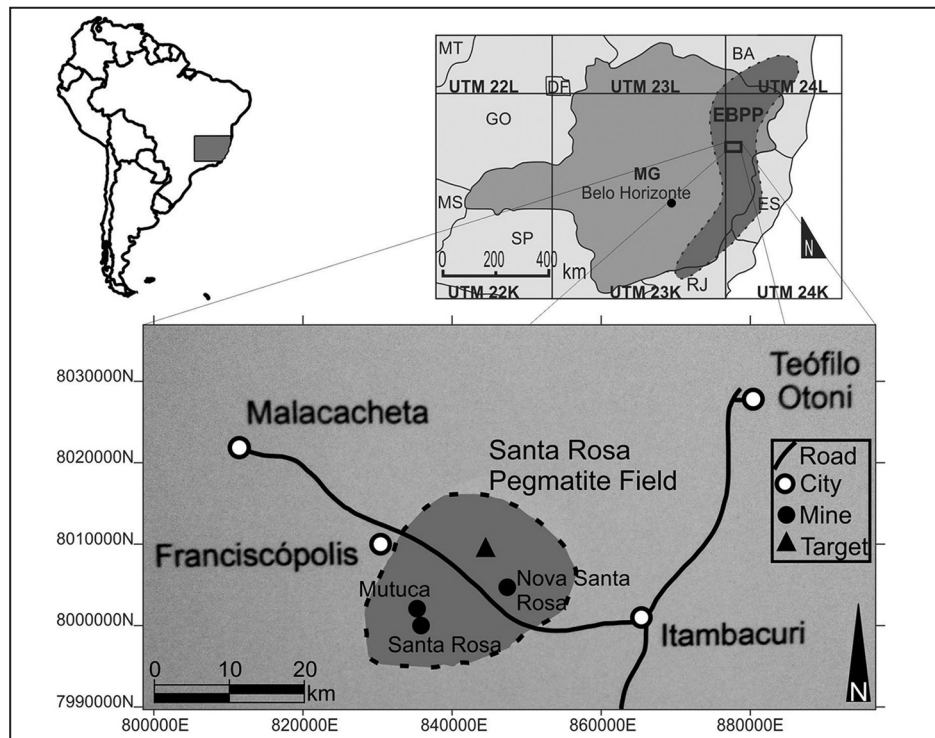 MT
BA
UTM 22L
DF
UTM 23L
UTM 24L
GO
EBPP
MG
Belo Horizonte
MS
ES
SP
0 200 400
km
N
RJ
UTM 22K
UTM 23K
UTM 24K
8030000N
8020000N
8010000N
8000000N
7990000N
Teófilo
Otoni
Malacacheta
Santa Rosa
Pegmatite Field
Road
City
Mine
Target
Franciscópolis
Mutuca
Nova Santa
Rosa
Santa Rosa
Itambacuri
0 10 20
km
N
800000E
820000E
840000E
860000E
880000E